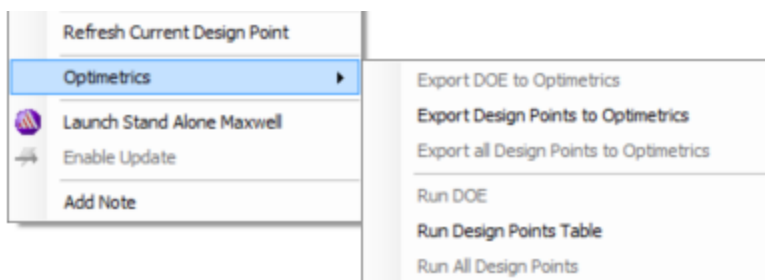 Refresh Current Design Point
Optimetrics
Launch Stand Alone Maxwell
Enable Update
Add Note
Export DOE to Optimetrics
Export Design Points to Optimetrics
Export all Design Points to Optimetrics
Run DOE
Run Design Points Table
Run All Design Points